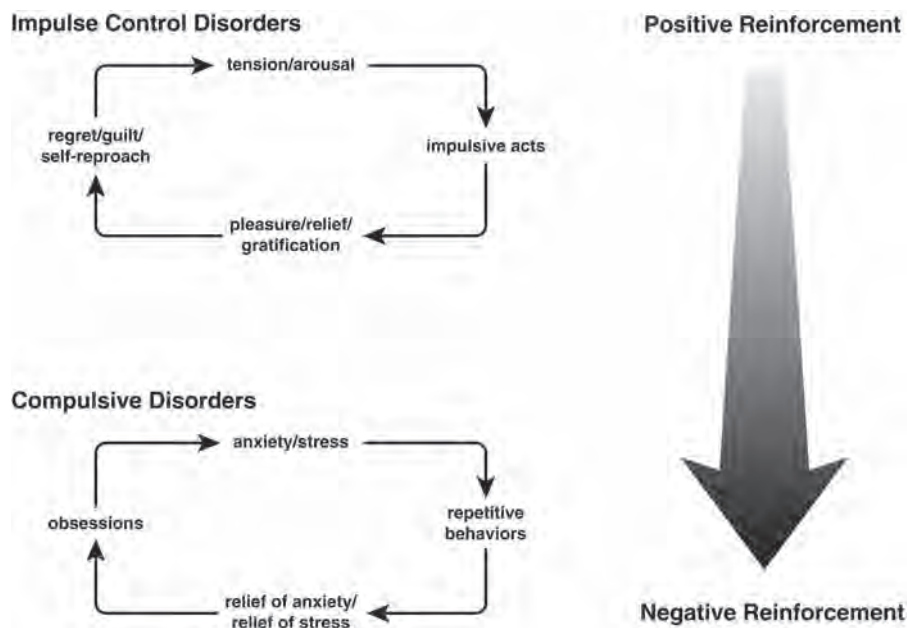 Impulse Control Disorders
Positive Reinforcement
tension/arousal
regret/guilt/
self-reproach
impulsive acts
pleasure/relief/
gratification
Compulsive Disorders
anxiety/stress
obsessions
repetitive
behaviors
relief of anxiety/
relief of stress
Negative Reinforcement